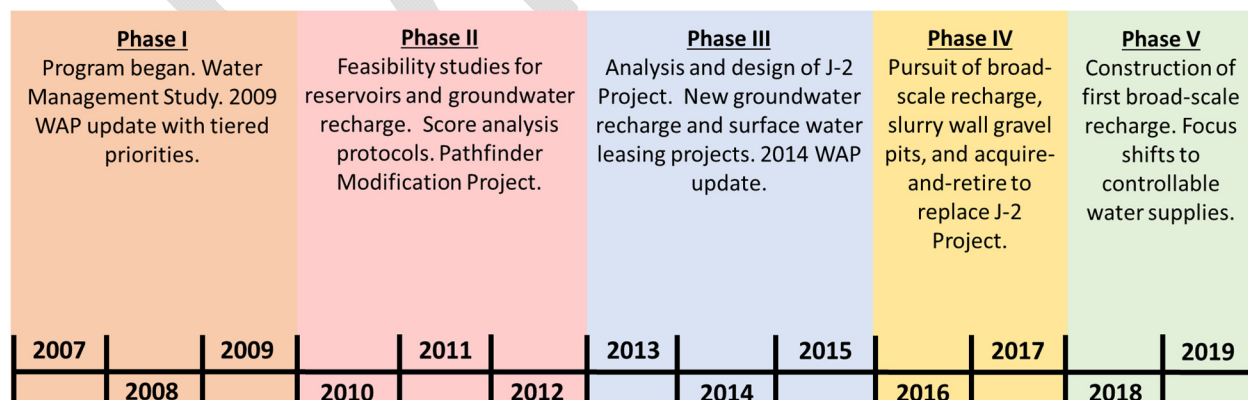 Phase I
Program began. Water
Management Study. 2009
WAP update with tiered
priorities.
Phase II
Feasibility studies for
reservoirs and groundwater
recharge.  Score analysis
protocols. Pathfinder
Modification Project.
Phase III
Analysis and design of J-2
Project.  New groundwater
recharge and surface water
leasing projects. 2014 WAP
update.
Phase IV
Pursuit of broad-
scale recharge,
slurry wall gravel
pits, and acquire-
and-retire to
replace J-2
Project.
Phase V
Construction of
first broad-scale
recharge. Focus
shifts to
controllable
water supplies.
2007 2009 2011 2013 2015 2017 2019
2008 2010 2012 2014 2016 2018